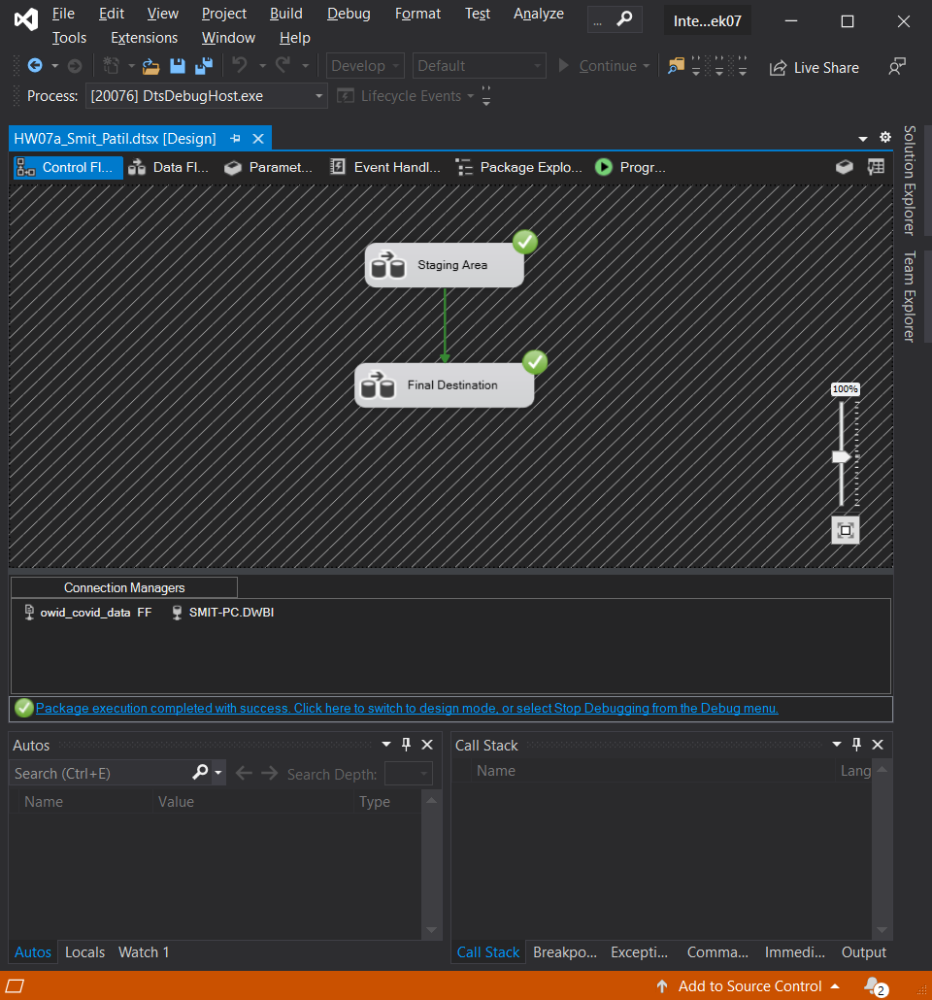 File Edit View Project Build Debug Format Test Analyze ... Inte...ek07
Tools Extensions Window Help
Develop Default Continue Live Share
Process: [20076] DtsDebugHost.exe Lifecycle Events
HW07a_Smit_Patil.dtsx [Design]
Control Fl... Data Fl... Paramet... Event Handl... Package Explo... Progr...
Solution Explorer
Team Explorer
Staging Area
Final Destination
100%
Connection Managers
owid_covid_data FF SMIT-PC.DWBI
Package execution completed with success. Click here to switch to design mode, or select Stop Debugging from the Debug menu.
Autos
Search (Ctrl+E) Search Depth:
Name Value Type
Autos Locals Watch 1
Call Stack
Name Lang
Call Stack Breakpo... Excepti... Comma... Immedi... Output
Add to Source Control 2